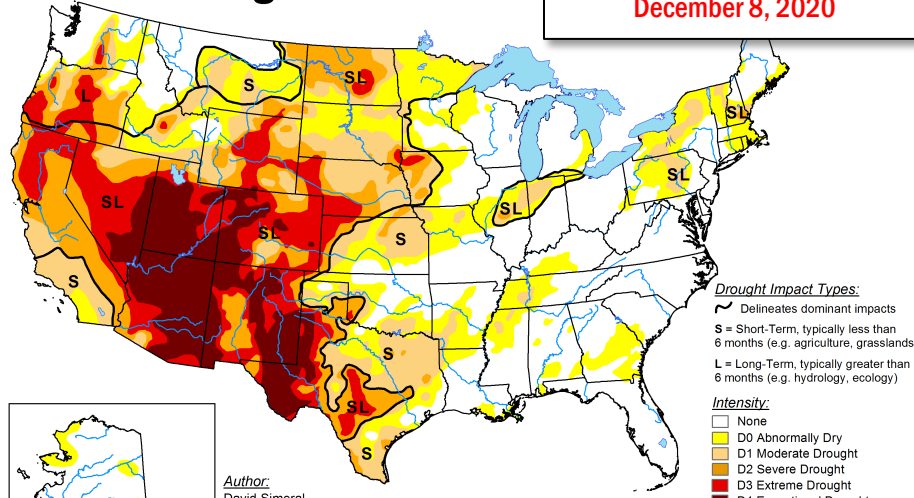 December 8, 2020
L
S
SL
SL
SL
SL
SL
SL
S
S
S
SL
S
Drought Impact Types:
Delineates dominant impacts
S = Short-Term, typically less than
6 months (e.g. agriculture, grasslands
L = Long-Term, typically greater than
6 months (e.g. hydrology, ecology)
Intensity:
None
D0 Abnormally Dry
D1 Moderate Drought
D2 Severe Drought
D3 Extreme Drought
Author: